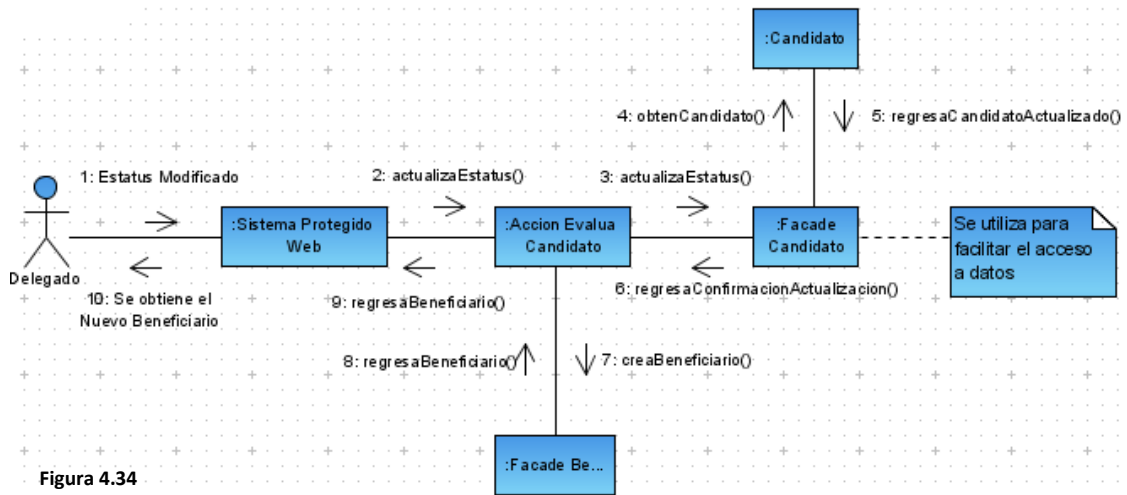 :Candidato
4: obtenCandidato()
5: regresaCandidatoActualizado()
1: Estatus Modificado
2: actualizaEstatus()
3: actualizaEstatus()
:Sistema Protegido
Web
:Accion Evalua
Candidato
:Facade
Candidato
Se utiliza para
facilitar el acceso
a datos
Delegado
10: Se obtiene el
Nuevo Beneficiario
9: regresaBeneficiario()
6: regresaConfirmacionActualizacion()
8: regresaBeneficiario()
7: creaBeneficiario()
:Facade Be...
Figura 4.34